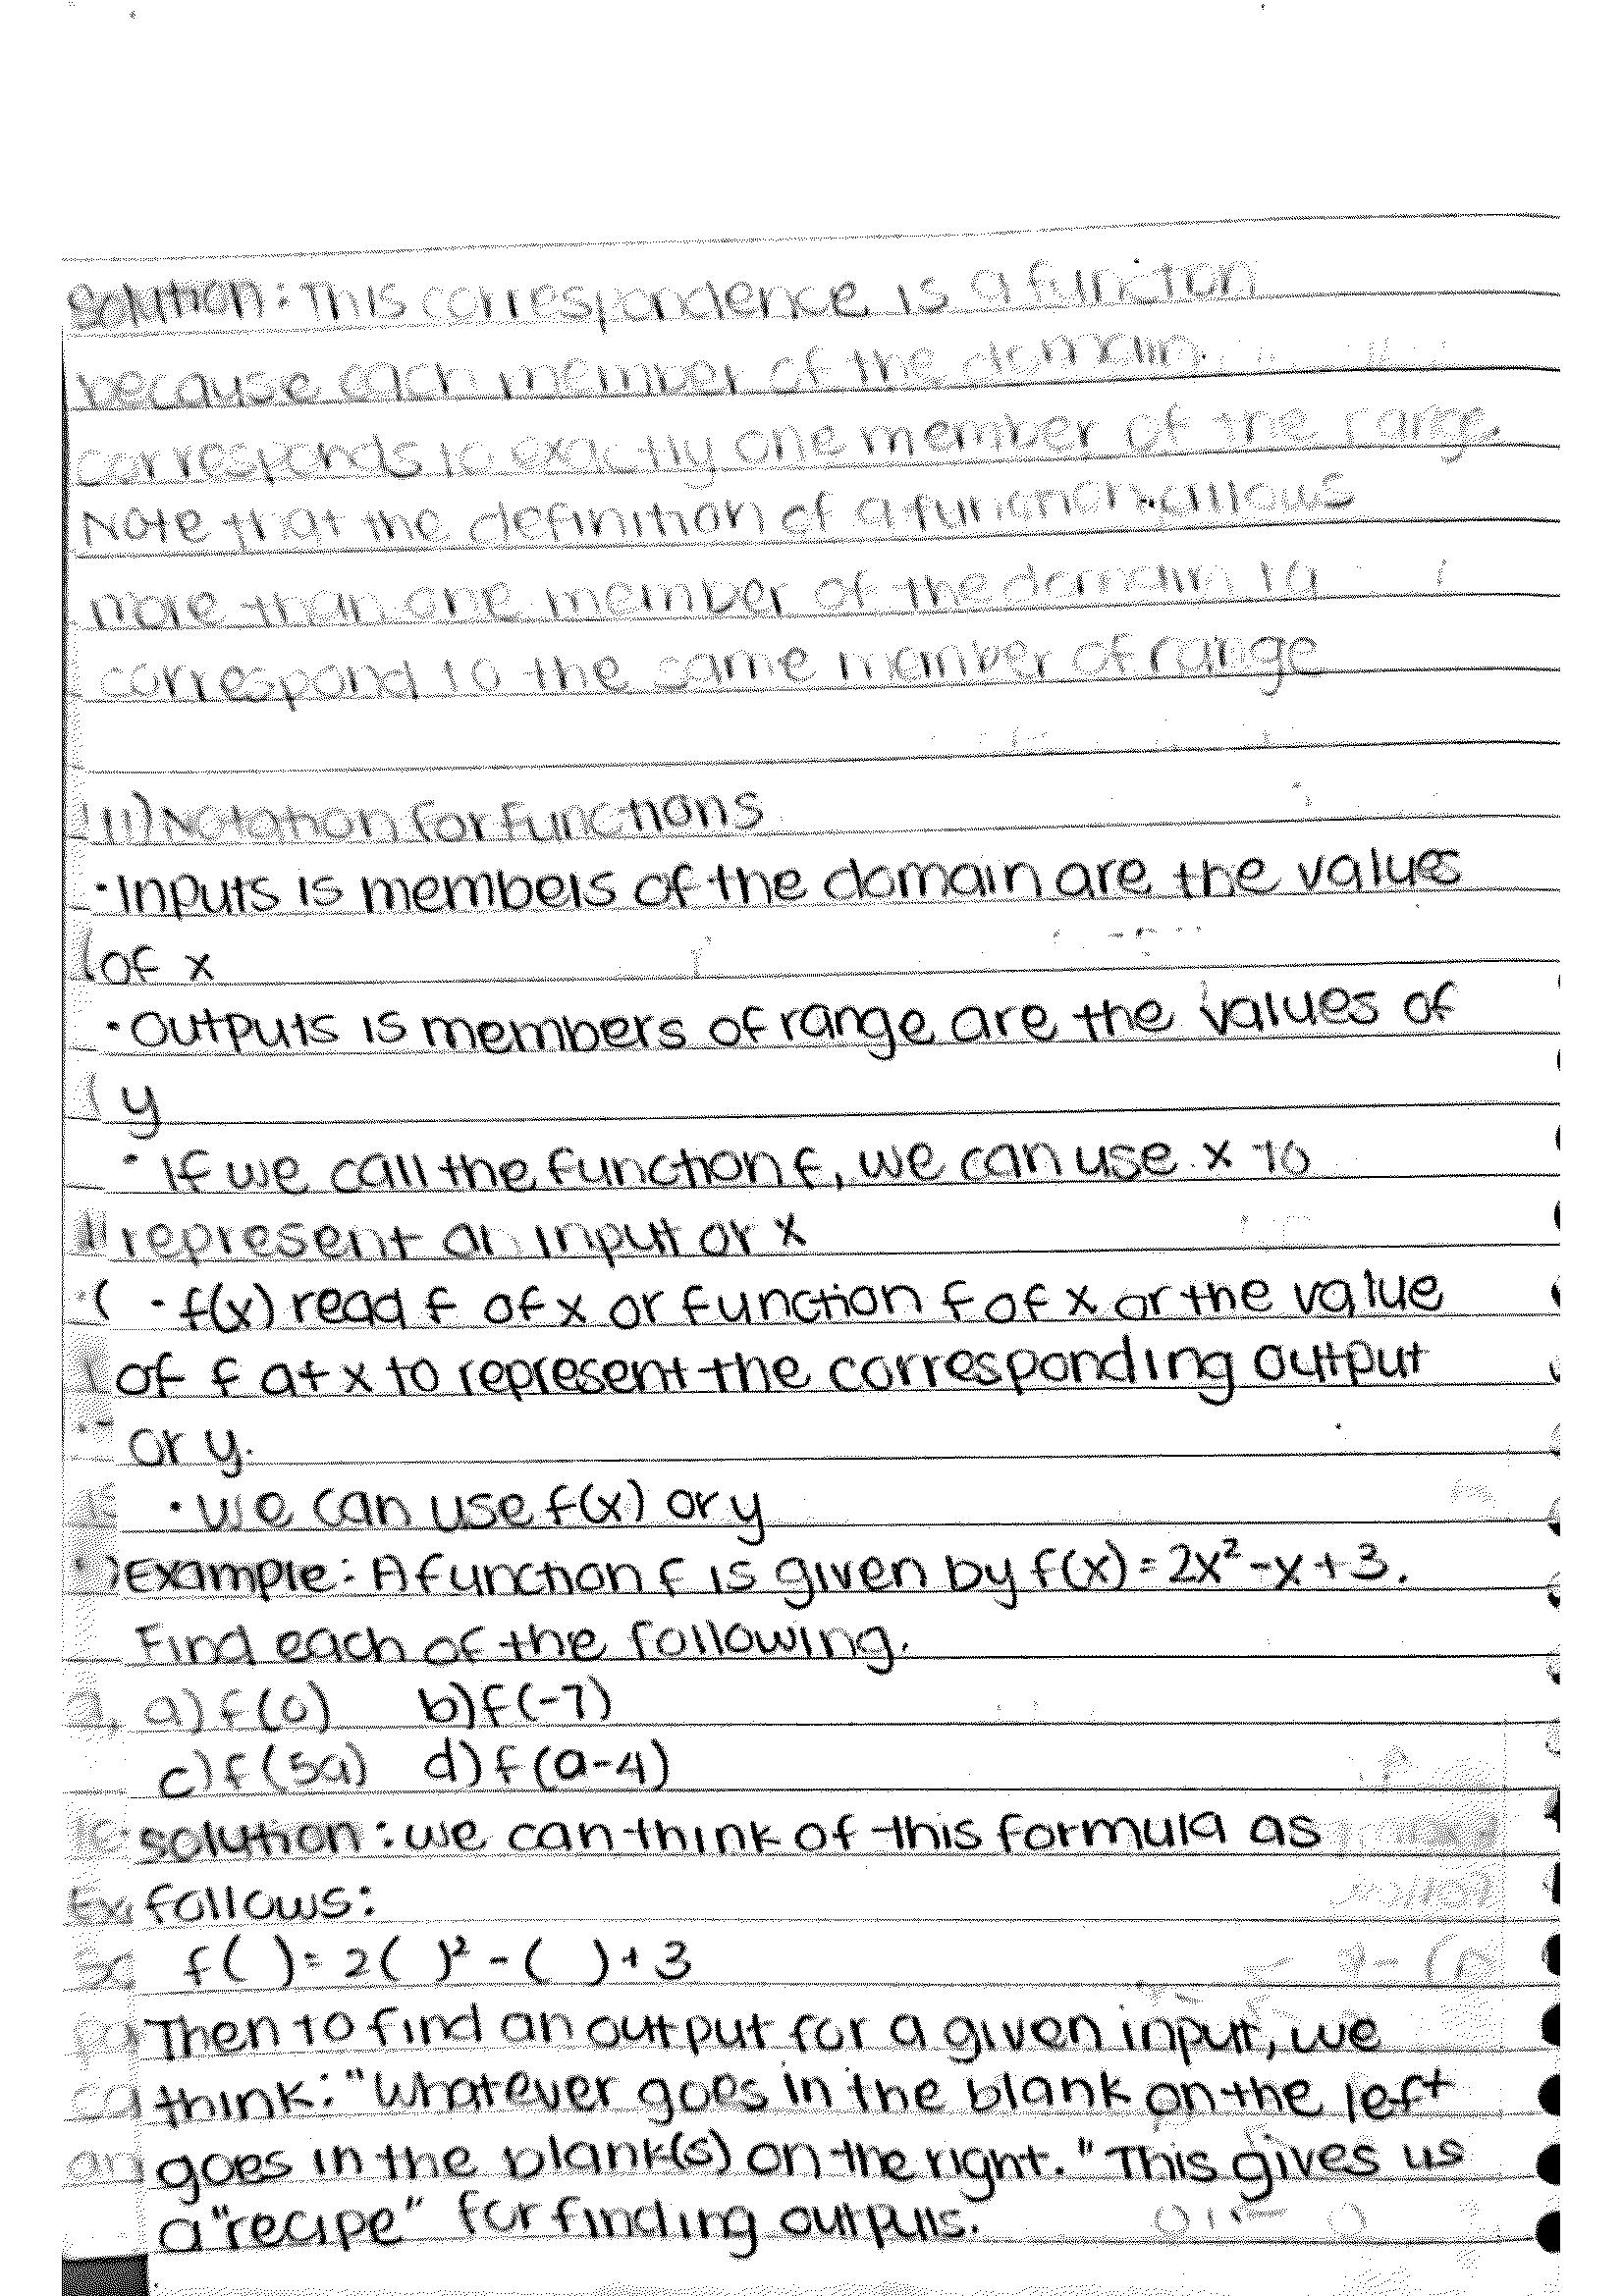 Solution: This correspondence is a function
because each member of the domain
corresponds to exactly one member of the range.
Note that the definition of a function allows
more than one member of the domain to
correspond to the same member of range
11) Notation for Functions
• Inputs is members of the domain are the values
of x
• Outputs is members of range are the values of
y
• If we call the function f, we can use x to
represent an input or x
• f(x) read f of x or function f of x or the value
of f at x to represent the corresponding output
or y.
• we can use f(x) or y
Example: A function f is given by f(x) = 2x² - x + 3.
Find each of the following.
a) f(0) b) f(-7)
c) f(5a) d) f(a-4)
solution: we can think of this formula as
follows:
f( ) = 2( )² - ( ) + 3
Then to find an output for a given input, we
think: "Whatever goes in the blank on the left
goes in the blank(s) on the right." This gives us
a "recipe" for finding outputs.